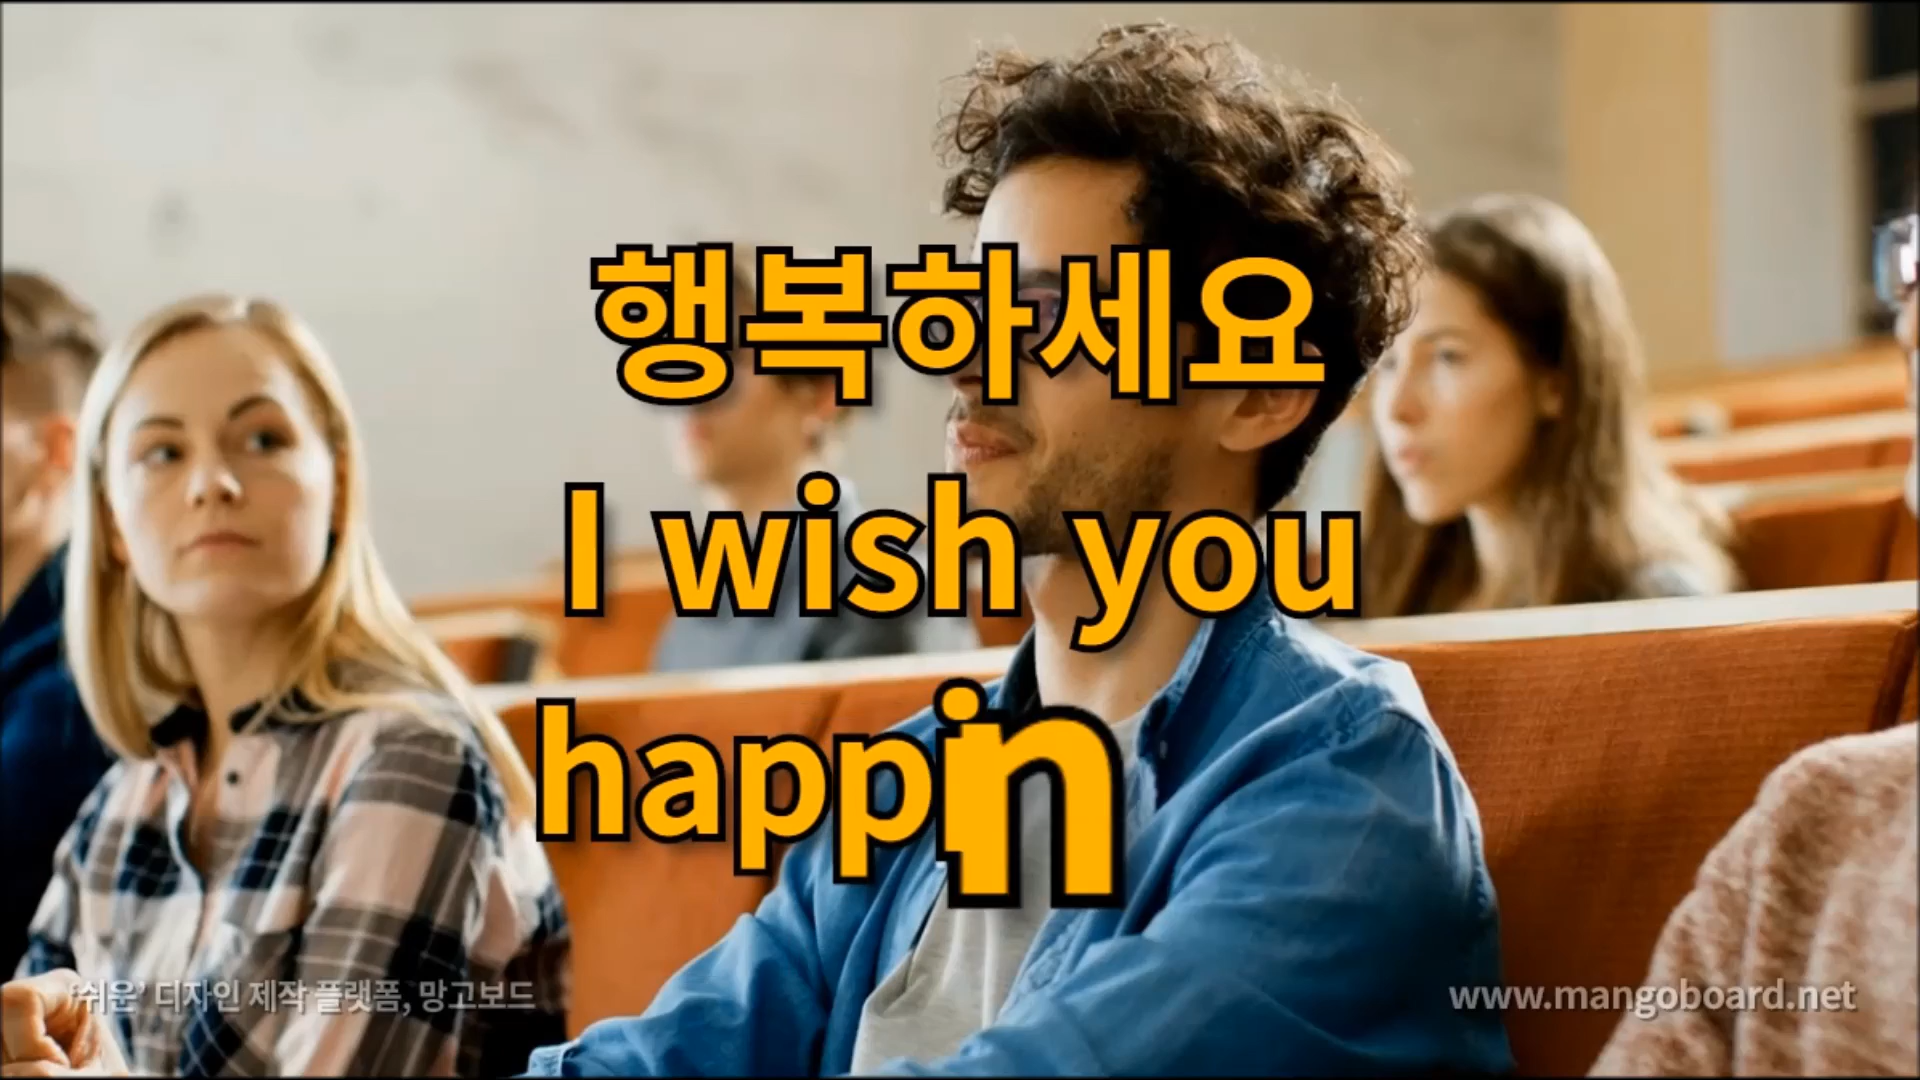 행복하세요
I wish you
happin
'쉬운' 디자인 제작 플랫폼, 망고보드
www.mangoboard.net